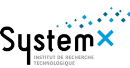 Systemx
INSTITUT DE RECHERCHE
TECHNOLOGIQUE